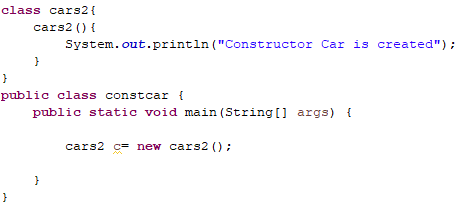 class cars2{
cars2(){
System.out.println("Constructor Car is created");
}
}
public class constcar {
public static void main(String[] args) {
cars2 c= new cars2();
}
}